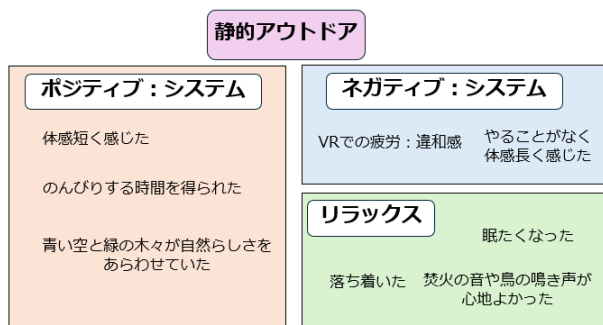 静的アウトドア
ポジティブ：システム
体感短く感じた
のんびりする時間を得られた
青い空と緑の木々が自然らしさを
あらわせていた
ネガティブ：システム
VRでの疲労：違和感
やることがなく
体感長く感じた
リラックス
眠たくなった
落ち着いた
焚火の音や鳥の鳴き声が
心地よかった